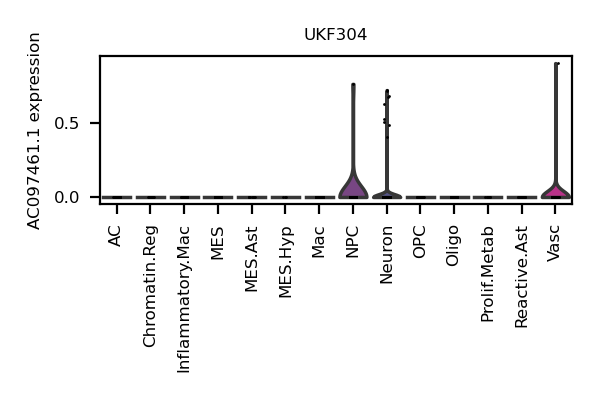 UKF304
AC097461.1 expression
0.5
0.0
AC
Chromatin.Reg
Inflammatory.Mac
MES
MES.Ast
MES.Hyp
Mac
NPC
Neuron
OPC
Oligo
Prolif.Metab
Reactive.Ast
Vasc